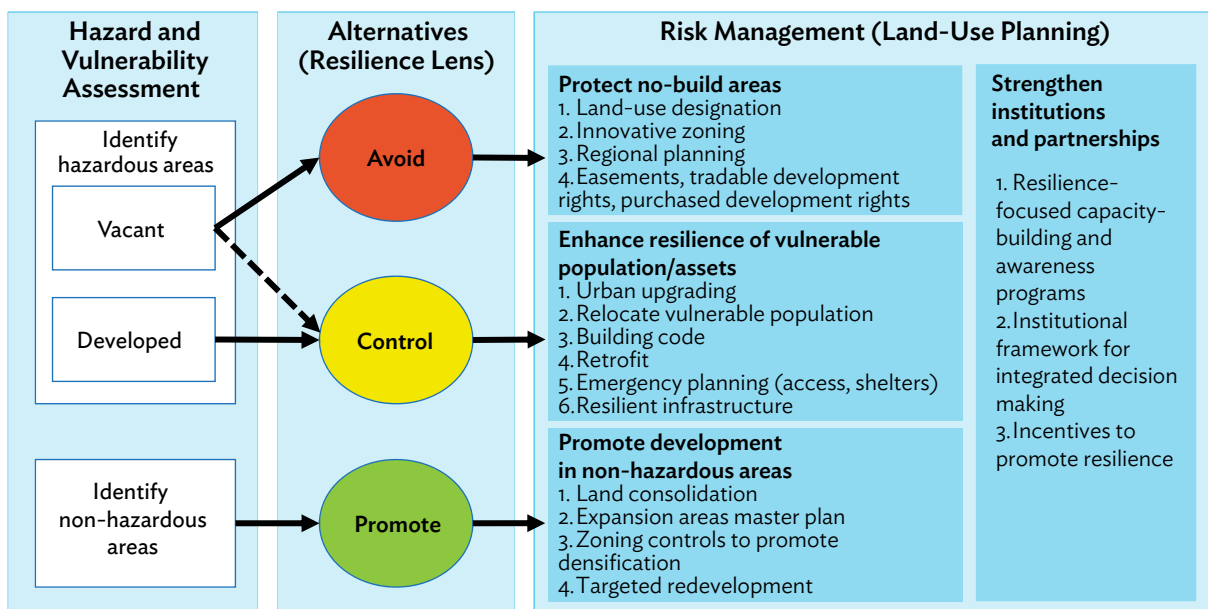 Hazard and
Vulnerability
Assessment
Identify
hazardous areas
Vacant
Developed
Identify
non-hazardous
areas
Alternatives
(Resilience Lens)
Avoid
Control
Promote
Risk Management (Land-Use Planning)
Protect no-build areas
1. Land-use designation
2. Innovative zoning
3. Regional planning
4. Easements, tradable development
rights, purchased development rights
Enhance resilience of vulnerable
population/assets
1. Urban upgrading
2. Relocate vulnerable population
3. Building code
4. Retrofit
5. Emergency planning (access, shelters)
6. Resilient infrastructure
Promote development
in non-hazardous areas
1. Land consolidation
2. Expansion areas master plan
3. Zoning controls to promote
densification
4. Targeted redevelopment
Strengthen
institutions
and partnerships
1. Resilience-
focused capacity-
building and
awareness
programs
2. Institutional
framework for
integrated decision
making
3. Incentives to
promote resilience